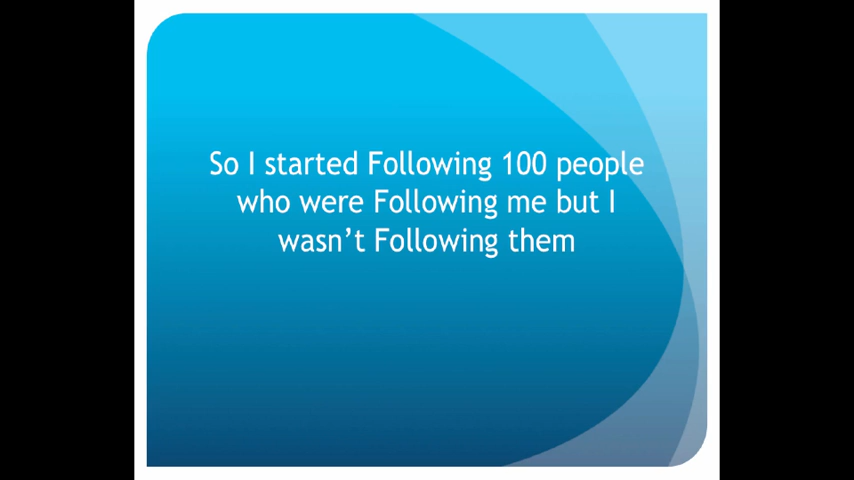 So I started Following 100 people
who were Following me but I
wasn’t Following them